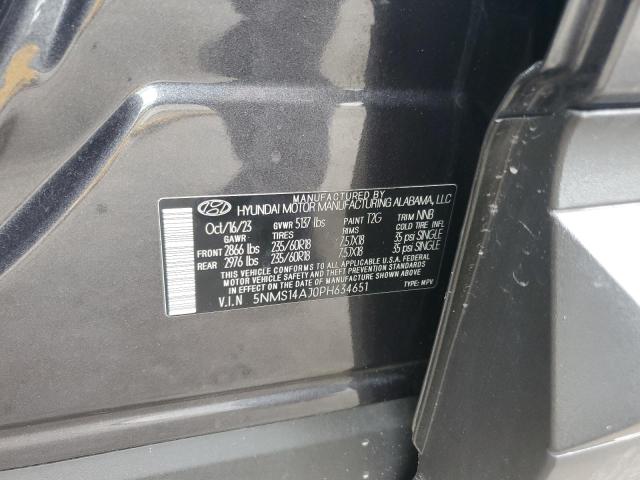 MANUFACTURED BY
HYUNDAI MOTOR MANUFACTURING ALABAMA, LLC
Oct/16/23 GVWR 5137 lbs PAINT T2G TRIM NNB
GAWR TIRES RIMS COLD TIRE INFL
FRONT 2866 lbs 235/60R18 7.5JX18 35 psi SINGLE
REAR 2976 lbs 235/60R18 7.5JX18 35 psi SINGLE
THIS VEHICLE CONFORMS TO ALL APPLICABLE U.S.A. FEDERAL
MOTOR VEHICLE SAFETY AND THEFT PREVENTION STANDARDS
IN EFFECT ON THE DATE OF MANUFACTURE SHOWN ABOVE.
V.I.N 5NMS14AJ0PH634651 TYPE: MPV